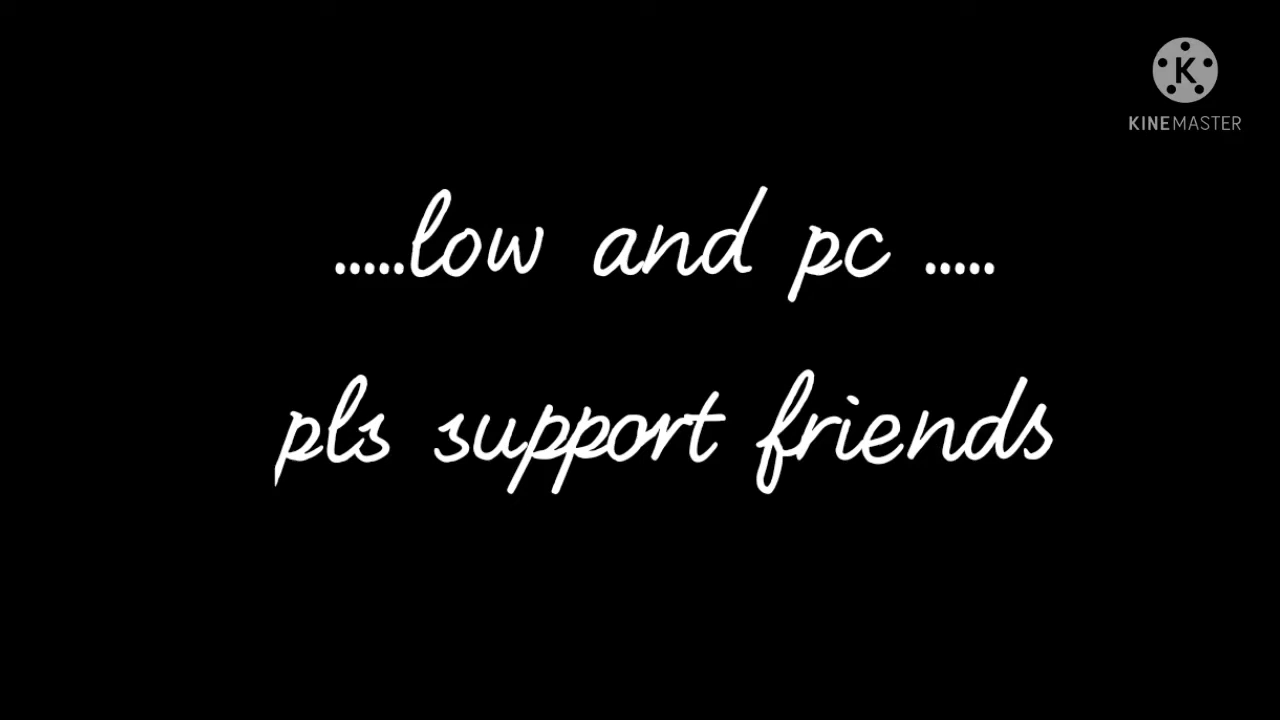 K
KINEMASTER
.....low and pc .....
pls support friends